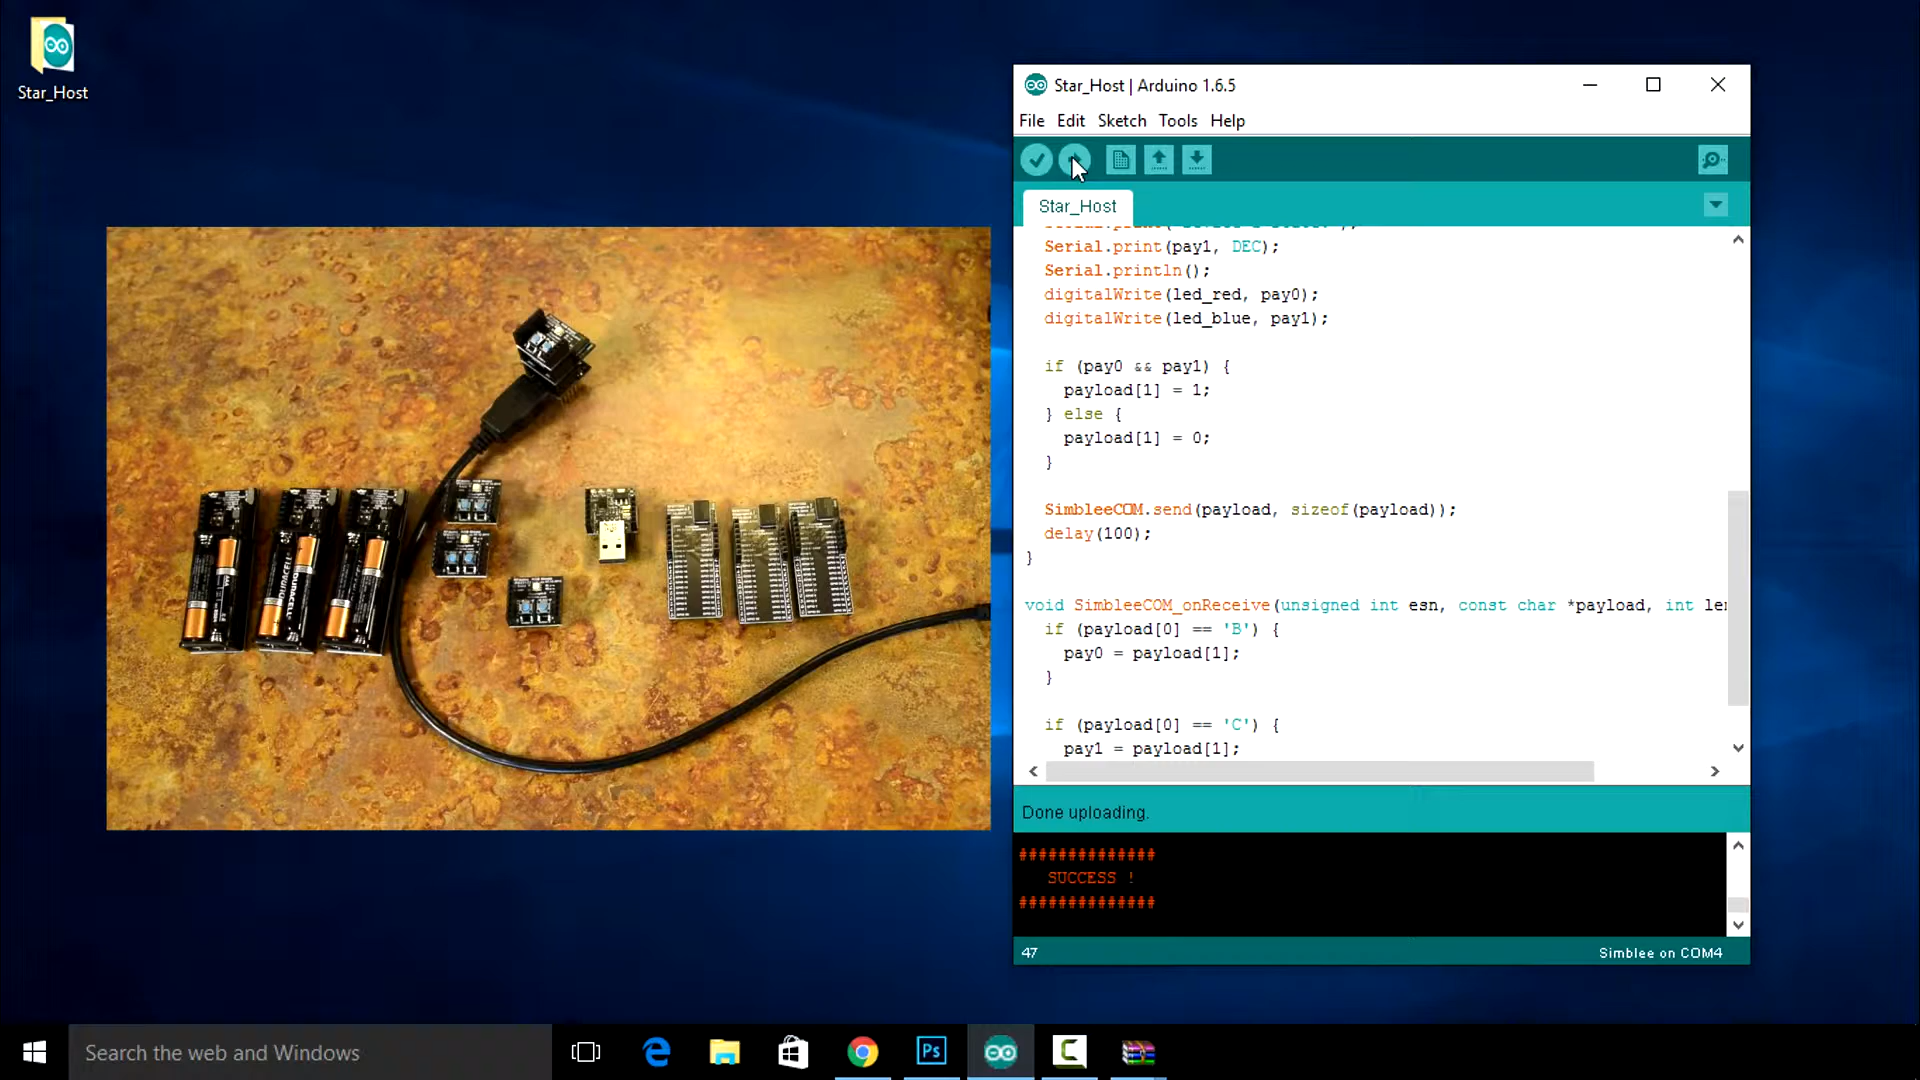 Star_Host
Star_Host | Arduino 1.6.5
File Edit Sketch Tools Help
Star_Host
Serial.print(pay1, DEC);
Serial.println();
digitalWrite(led_red, pay0);
digitalWrite(led_blue, pay1);
if (pay0 && pay1) {
payload[1] = 1;
} else {
payload[1] = 0;
}
SimbleeCOM.send(payload, sizeof(payload));
delay(100);
}
void SimbleeCOM_onReceive(unsigned int esn, const char *payload, int len
if (payload[0] == 'B') {
pay0 = payload[1];
}
if (payload[0] == 'C') {
pay1 = payload[1];
Done uploading.
##############
SUCCESS !
##############
47
Simblee on COM4
DURACELL
Search the web and Windows
Ps